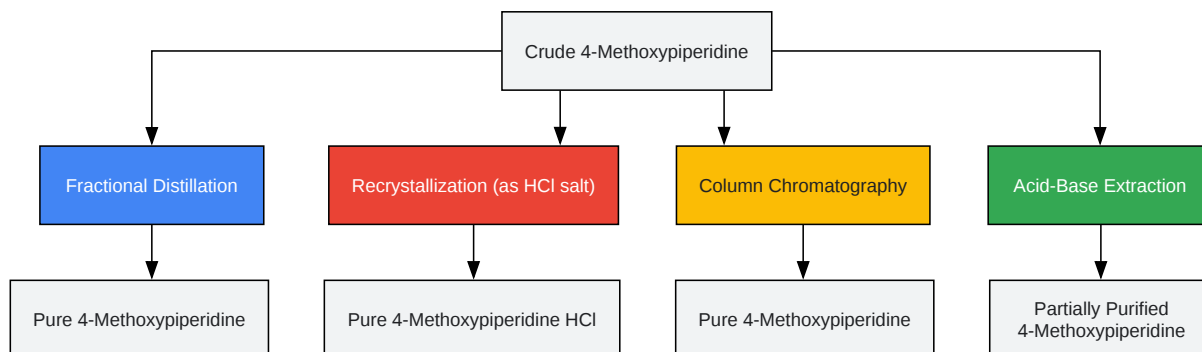 Crude 4-Methoxypiperidine
Fractional Distillation
Recrystallization (as HCl salt)
Column Chromatography
Acid-Base Extraction
Pure 4-Methoxypiperidine
Pure 4-Methoxypiperidine HCl
Pure 4-Methoxypiperidine
Partially Purified
4-Methoxypiperidine